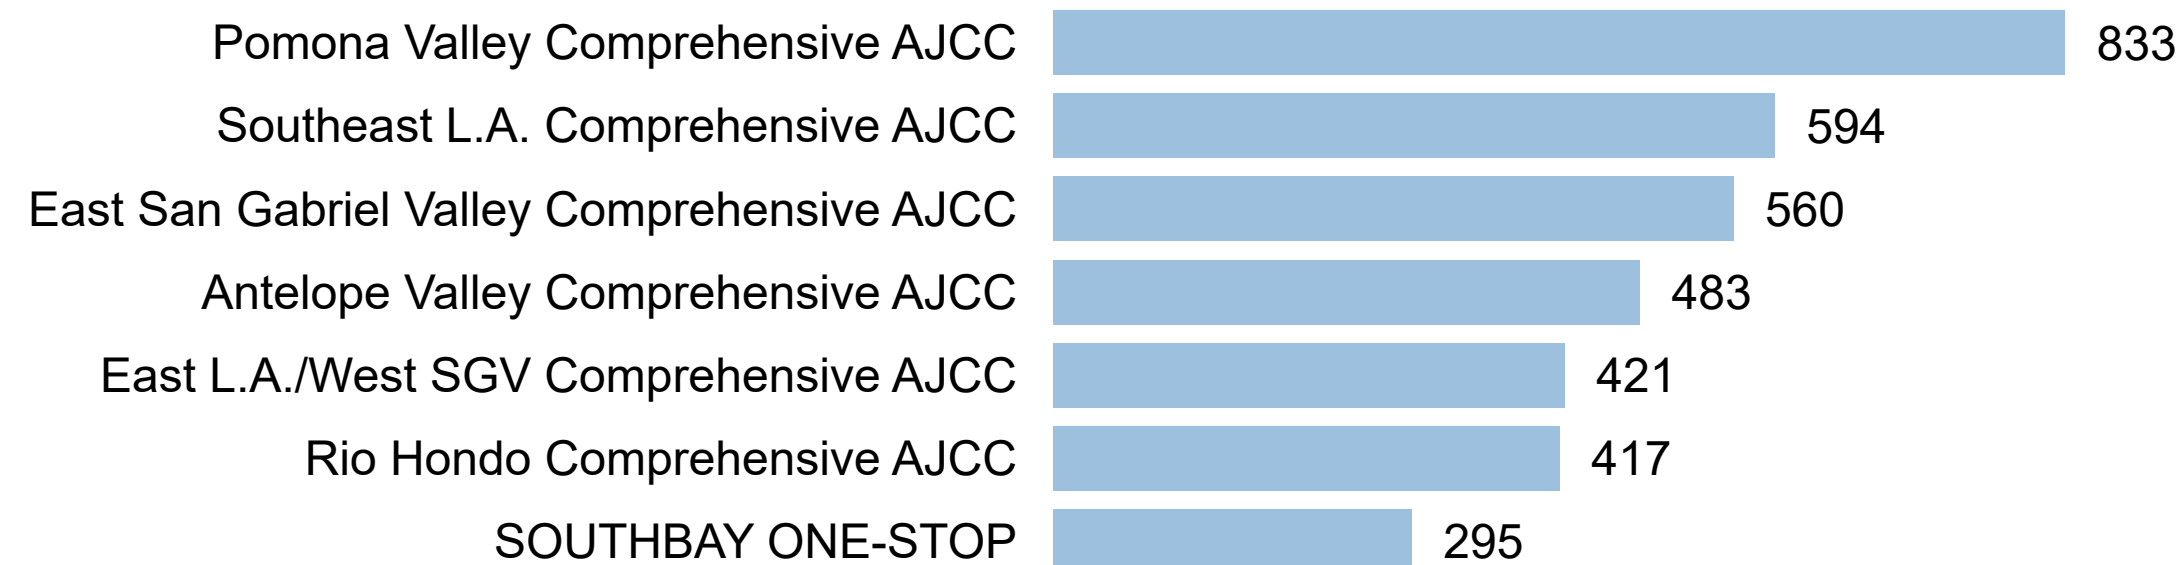 Pomona Valley Comprehensive AJCC 833
Southeast L.A. Comprehensive AJCC 594
East San Gabriel Valley Comprehensive AJCC 560
Antelope Valley Comprehensive AJCC 483
East L.A./West SGV Comprehensive AJCC 421
Rio Hondo Comprehensive AJCC 417
SOUTHBAY ONE-STOP 295